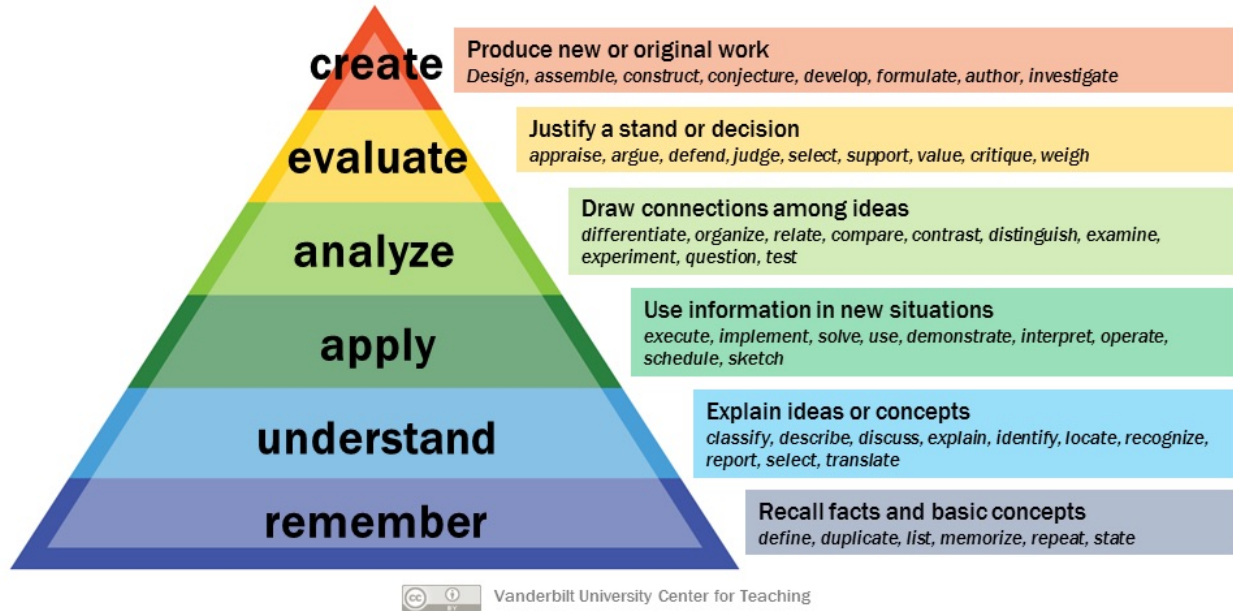 create
Produce new or original work
Design, assemble, construct, conjecture, develop, formulate, author, investigate
evaluate
Justify a stand or decision
appraise, argue, defend, judge, select, support, value, critique, weigh
analyze
Draw connections among ideas
differentiate, organize, relate, compare, contrast, distinguish, examine,
experiment, question, test
apply
Use information in new situations
execute, implement, solve, use, demonstrate, interpret, operate,
schedule, sketch
understand
Explain ideas or concepts
classify, describe, discuss, explain, identify, locate, recognize,
report, select, translate
remember
Recall facts and basic concepts
define, duplicate, list, memorize, repeat, state
cc BY Vanderbilt University Center for Teaching